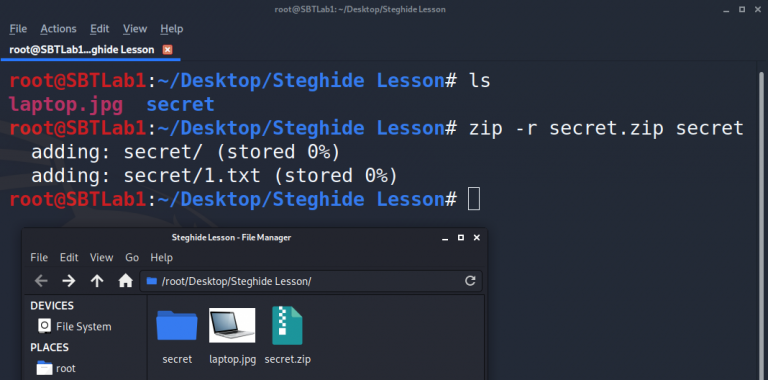 root@SBTLab1: ~/Desktop/Steghide Lesson
File Actions Edit View Help
root@SBTLab1...ghide Lesson
root@SBTLab1:~/Desktop/Steghide Lesson# ls
laptop.jpg secret
root@SBTLab1:~/Desktop/Steghide Lesson# zip -r secret.zip secret
  adding: secret/ (stored 0%)
  adding: secret/1.txt (stored 0%)
root@SBTLab1:~/Desktop/Steghide Lesson#
Steghide Lesson - File Manager
File Edit View Go Help
/root/Desktop/Steghide Lesson/
DEVICES
File System
PLACES
root
secret laptop.jpg secret.zip